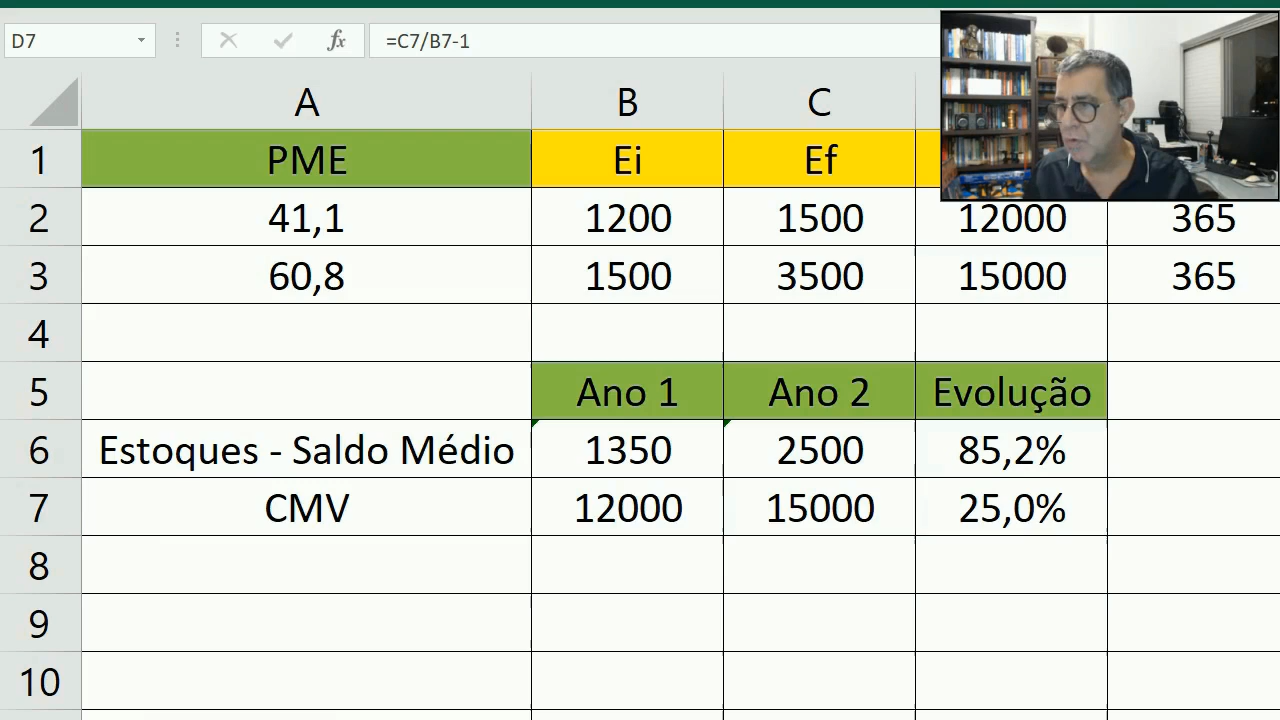 D7 fx =C7/B7-1
A B C
1 PME Ei Ef
2 41,1 1200 1500 12000 365
3 60,8 1500 3500 15000 365
4
5 Ano 1 Ano 2 Evolução
6 Estoques - Saldo Médio 1350 2500 85,2%
7 CMV 12000 15000 25,0%
8
9
10